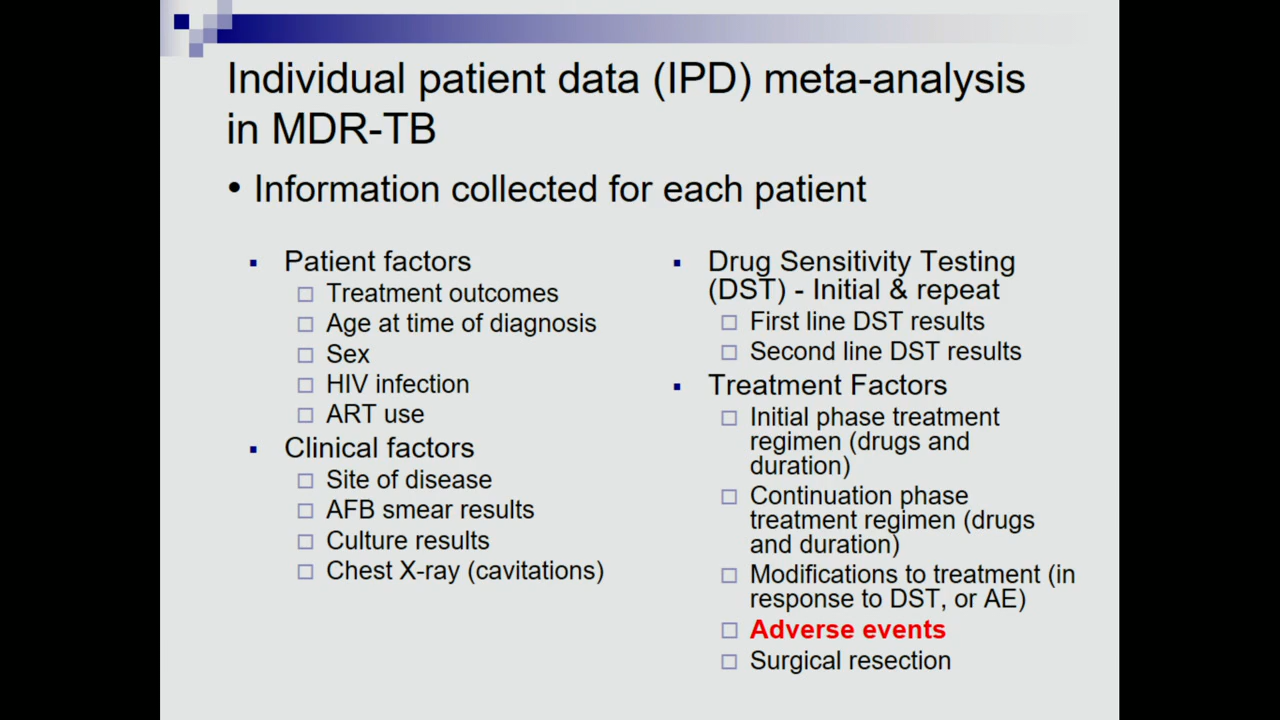 Individual patient data (IPD) meta-analysis
in MDR-TB
• Information collected for each patient
▪ Patient factors
□ Treatment outcomes
□ Age at time of diagnosis
□ Sex
□ HIV infection
□ ART use
▪ Clinical factors
□ Site of disease
□ AFB smear results
□ Culture results
□ Chest X-ray (cavitations)
▪ Drug Sensitivity Testing
(DST) - Initial & repeat
□ First line DST results
□ Second line DST results
▪ Treatment Factors
□ Initial phase treatment
regimen (drugs and
duration)
□ Continuation phase
treatment regimen (drugs
and duration)
□ Modifications to treatment (in
response to DST, or AE)
□ Adverse events
□ Surgical resection